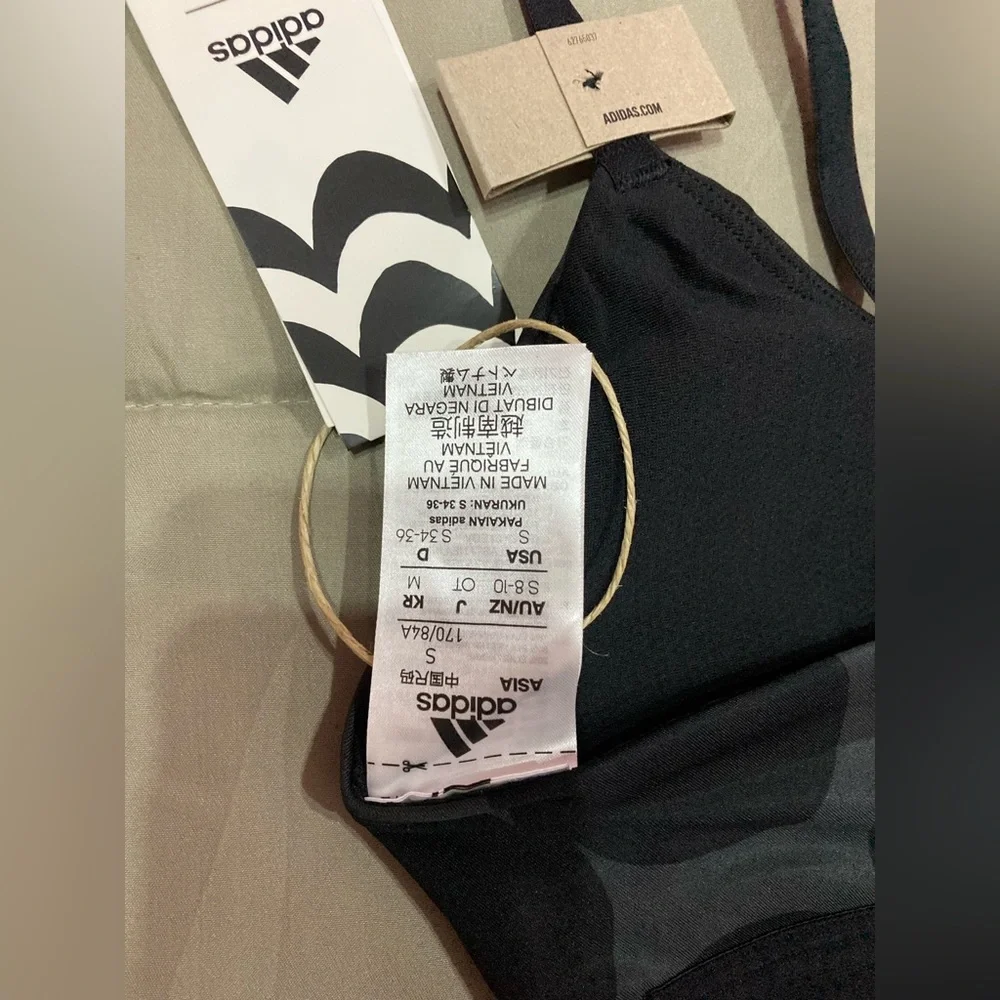 adidas
ADIDAS.COM
adidas
ASIA
中国尺码
S
170/84A
AU/NZ J KR
S 8-10 OT M
USA D
S S 34-36
PAKAIAN adidas
UKURAN: S 34-36
MADE IN VIETNAM
FABRIQUÉ AU
VIÊTNAM
越南制造
DIBUAT DI NEGARA
VIETNAM
ベトナム製